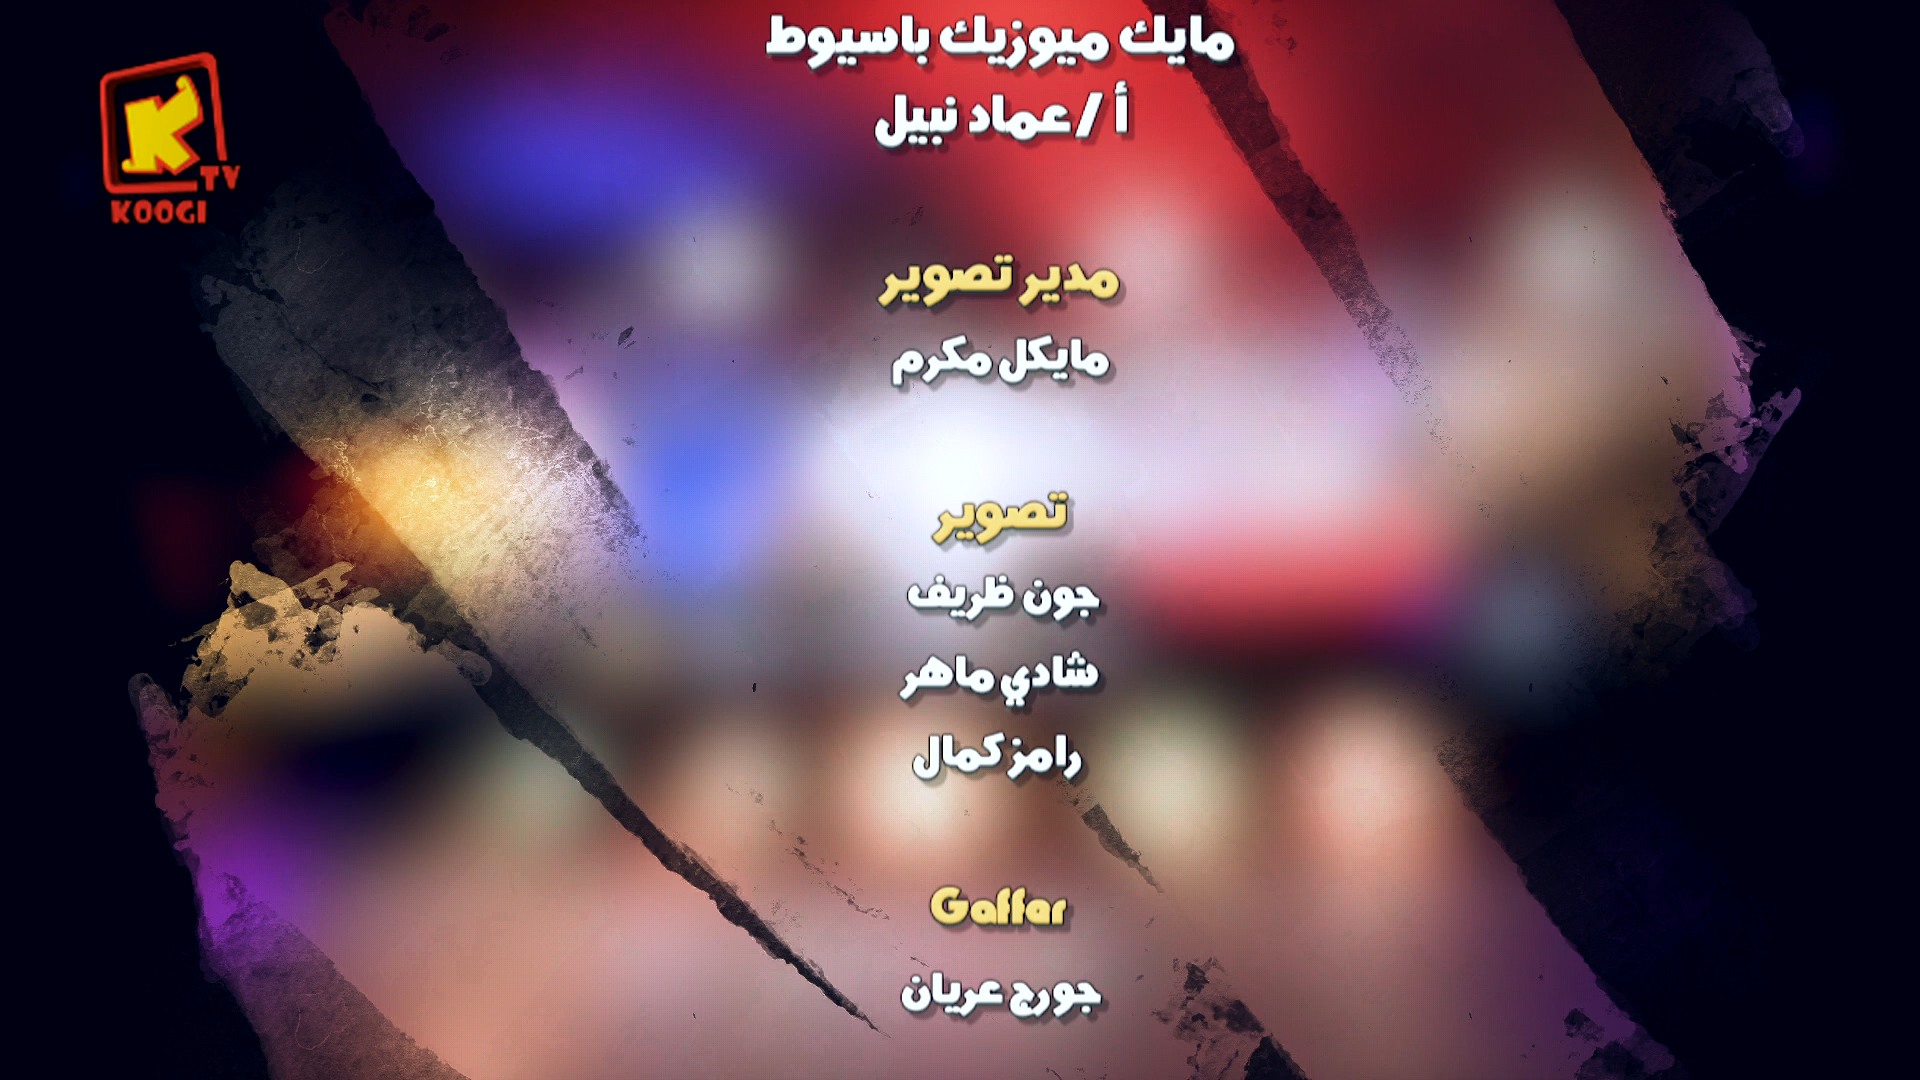 مايك ميوزيك باسيوط
أ / عماد نبيل
K TV
KOOGI
مدير تصوير
مايكل مكرم
تصوير
جون ظريف
شادي ماهر
رامز كمال
Gaffar
جورج عريان